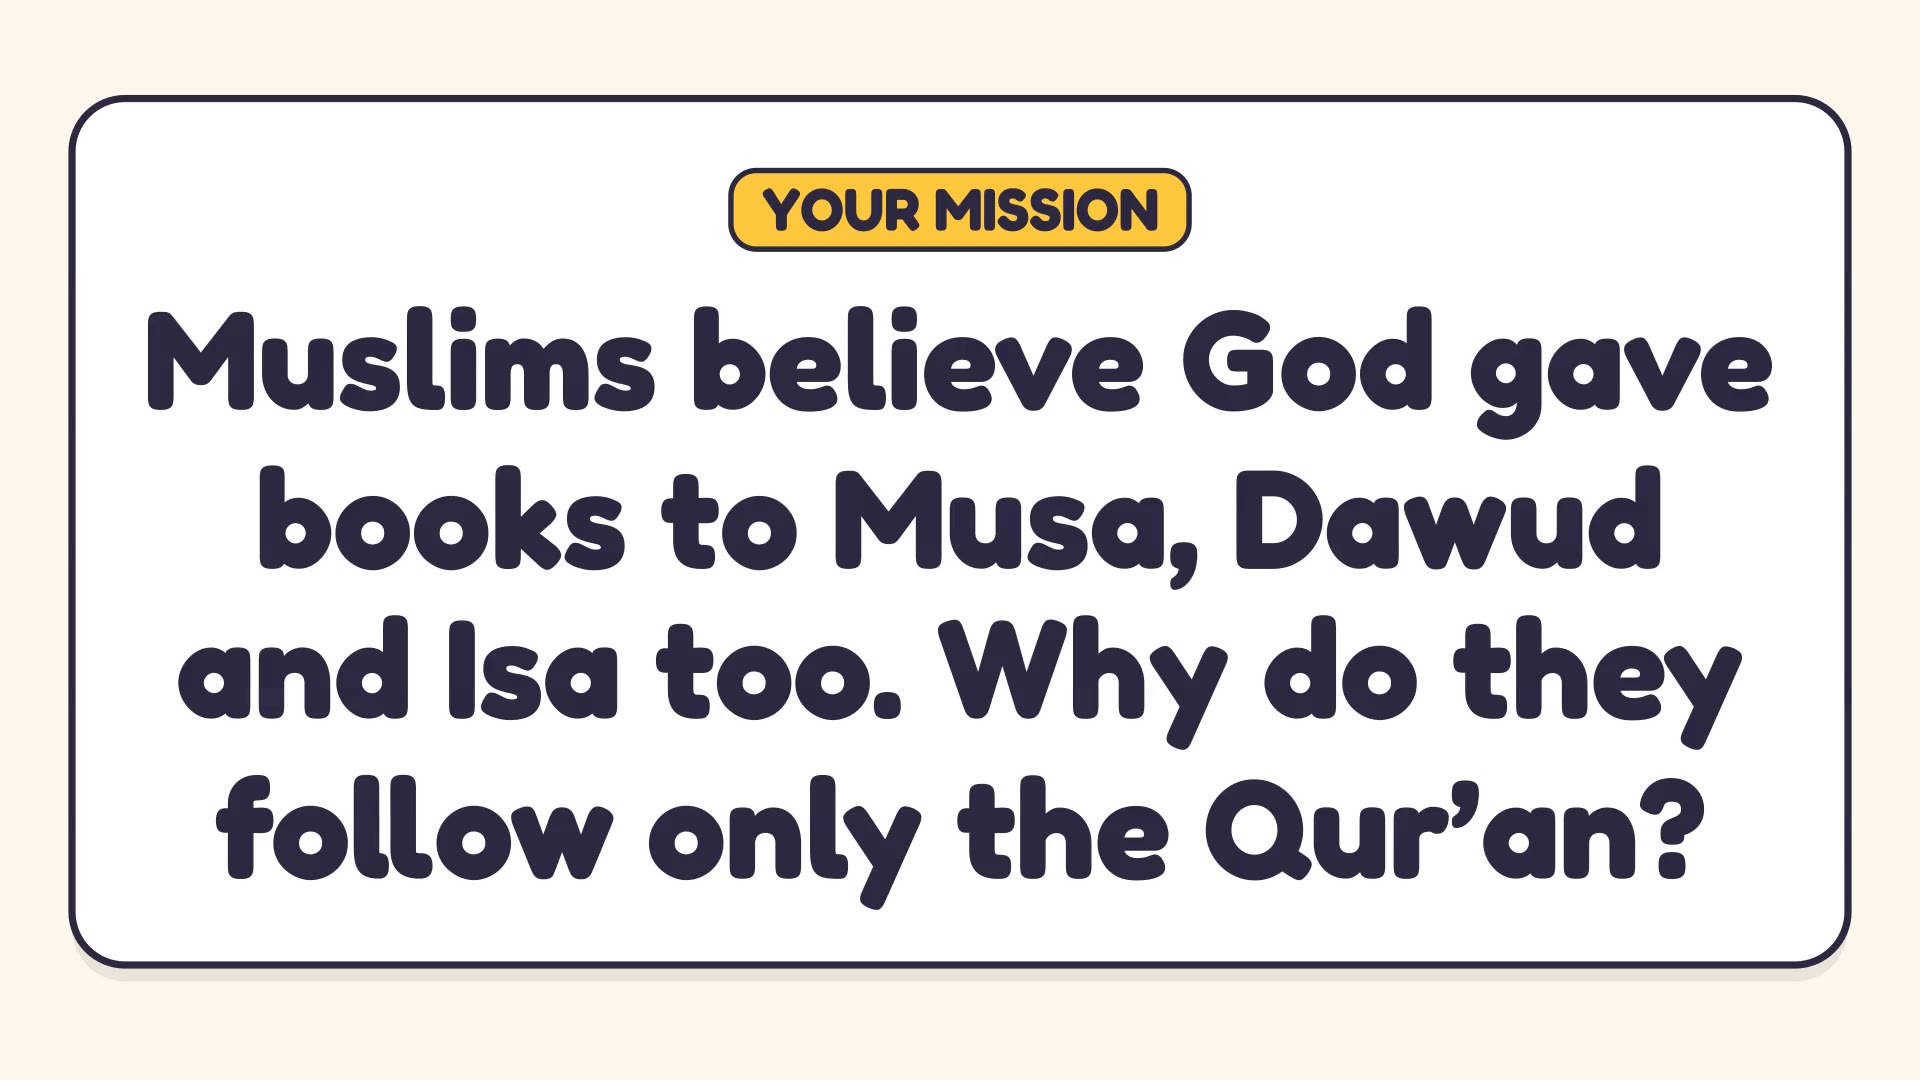 YOUR MISSION
Muslims believe God gave
books to Musa, Dawud
and Isa too. Why do they
follow only the Qur’an?